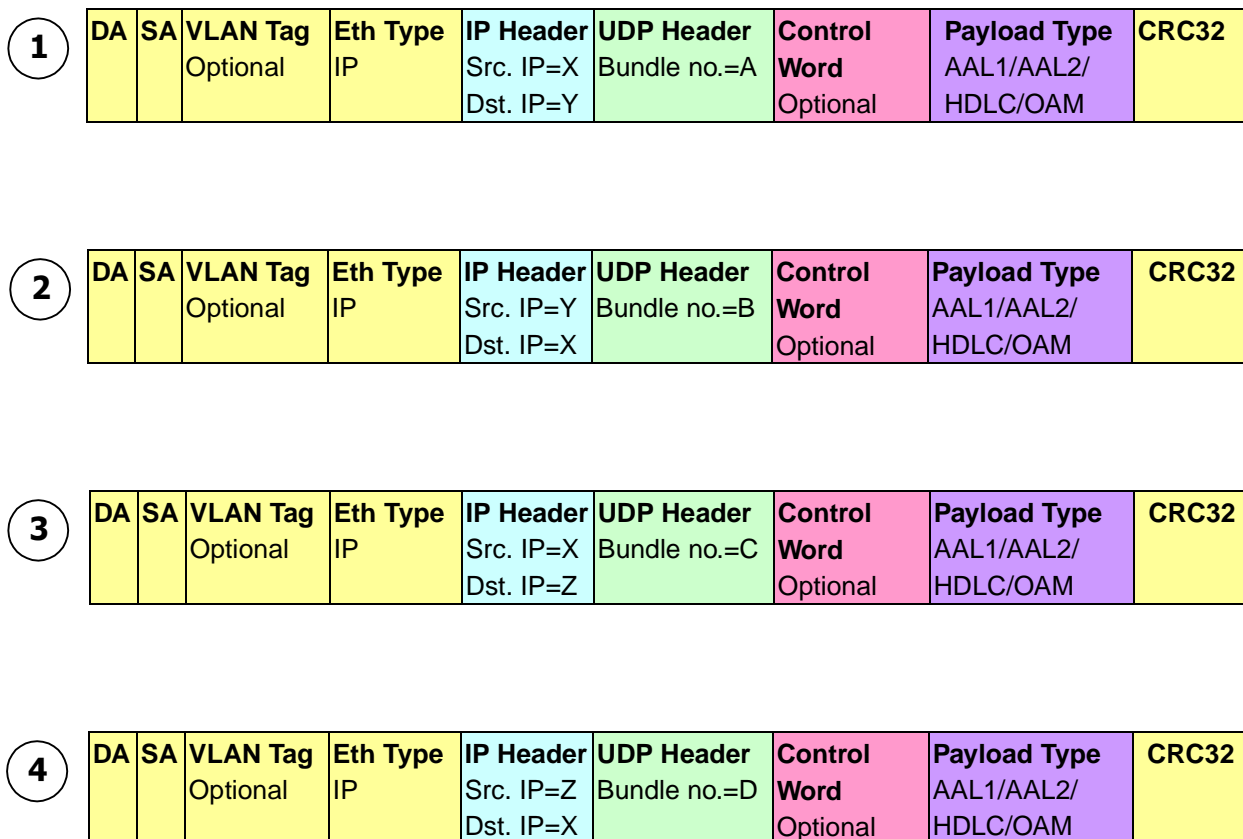 1
DA SA VLAN Tag Eth Type IP Header UDP Header Control Payload Type CRC32
Optional IP Src. IP=X Bundle no.=A Word AAL1/AAL2/
Dst. IP=Y Optional HDLC/OAM
2
DA SA VLAN Tag Eth Type IP Header UDP Header Control Payload Type CRC32
Optional IP Src. IP=Y Bundle no.=B Word AAL1/AAL2/
Dst. IP=X Optional HDLC/OAM
3
DA SA VLAN Tag Eth Type IP Header UDP Header Control Payload Type CRC32
Optional IP Src. IP=X Bundle no.=C Word AAL1/AAL2/
Dst. IP=Z Optional HDLC/OAM
4
DA SA VLAN Tag Eth Type IP Header UDP Header Control Payload Type CRC32
Optional IP Src. IP=Z Bundle no.=D Word AAL1/AAL2/
Dst. IP=X Optional HDLC/OAM